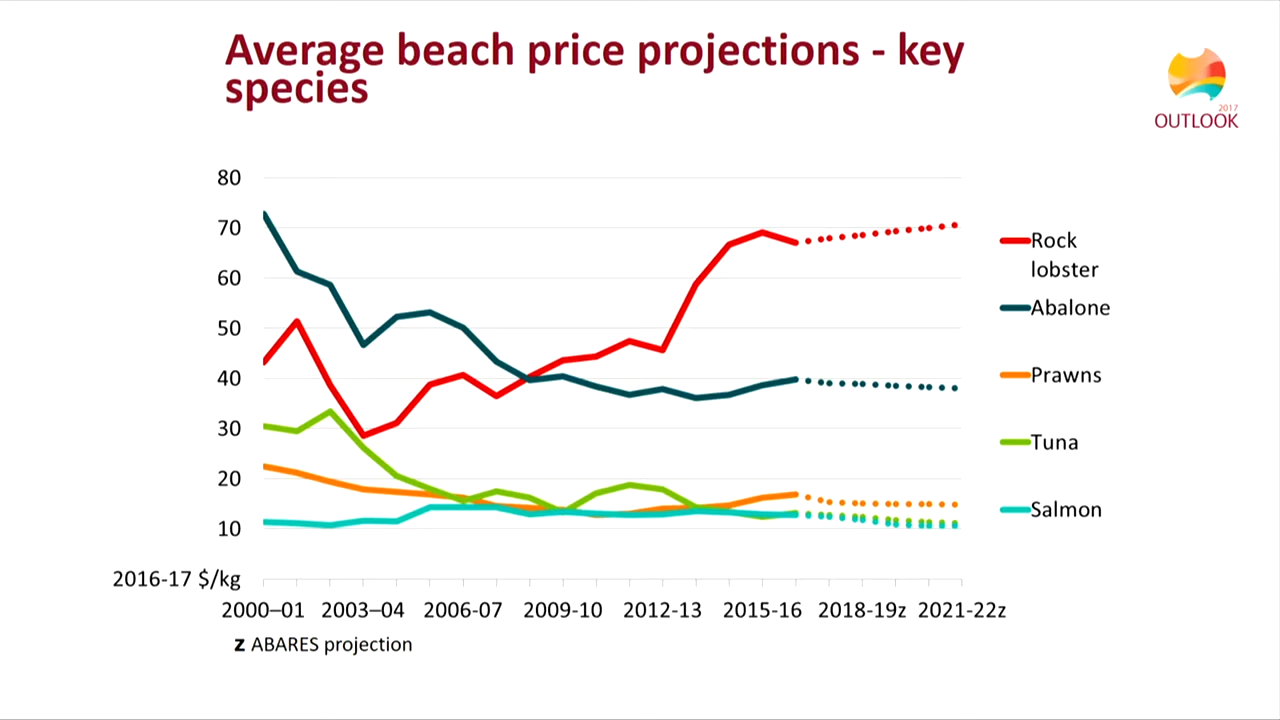 Average beach price projections - key
species
2017
OUTLOOK
80
70
60
50
40
30
20
10
2016-17 $/kg
2000–01 2003–04 2006-07 2009-10 2012-13 2015-16 2018-19z 2021-22z
z ABARES projection
Rock
lobster
Abalone
Prawns
Tuna
Salmon